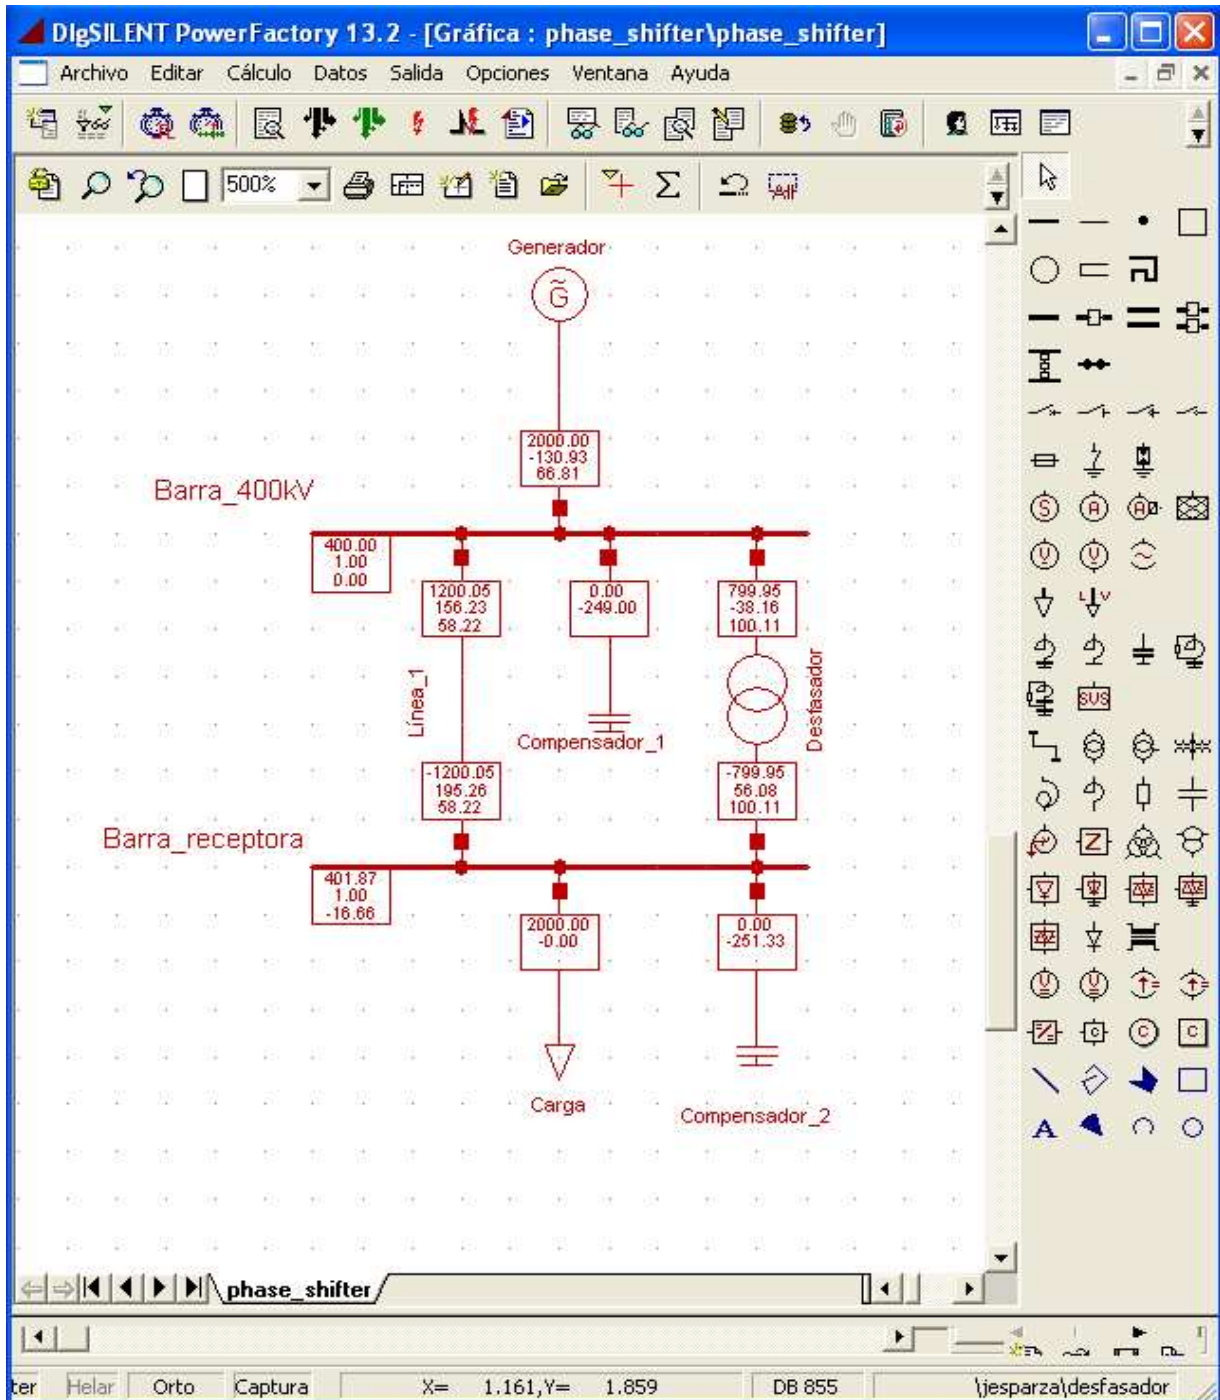 DIgSILENT PowerFactory 13.2 - [Gráfica : phase_shifter\phase_shifter]
Archivo Editar Cálculo Datos Salida Opciones Ventana Ayuda
500%
Generador
G
2000.00
-130.93
66.81
Barra_400kV
400.00
1.00
0.00
1200.05
156.23
58.22
0.00
-249.00
799.95
-38.16
100.11
Línea_1
Compensador_1
Desfasador
-1200.05
195.26
58.22
-799.95
56.08
100.11
Barra_receptora
401.87
1.00
-16.66
2000.00
-0.00
0.00
-251.33
Carga
Compensador_2
SVS
phase_shifter
ter Helar Orto Captura X= 1.161,Y= 1.859 DB 855 \jesparza\desfasador